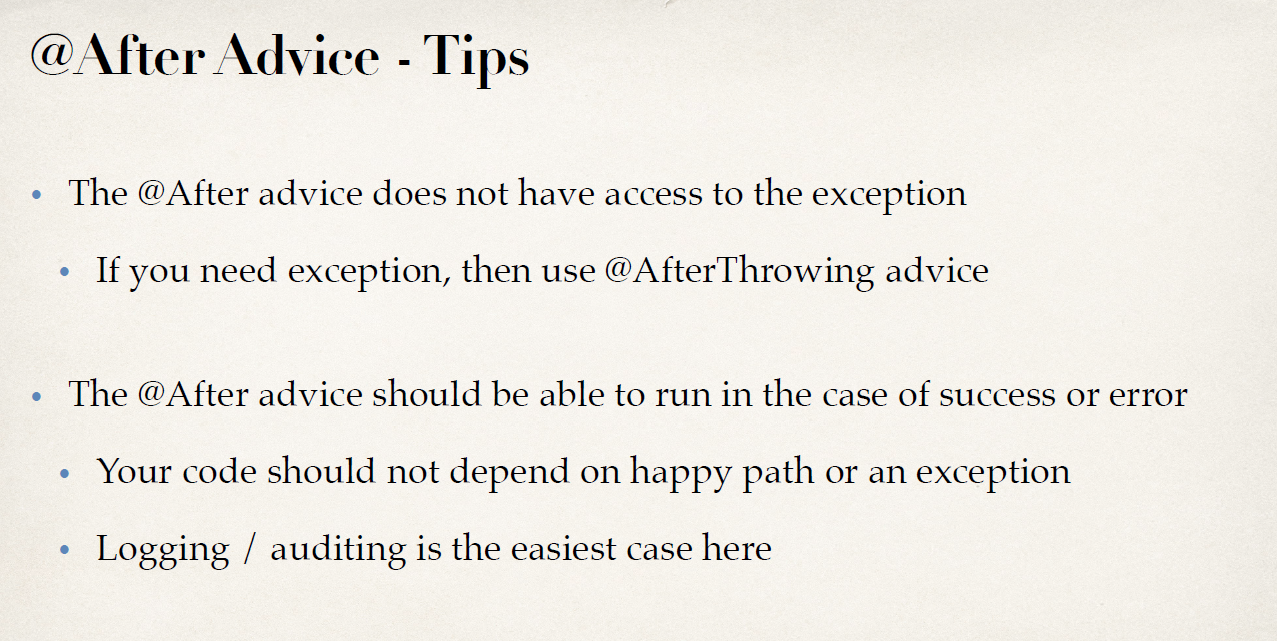 @After Advice - Tips
• The @After advice does not have access to the exception
• If you need exception, then use @AfterThrowing advice
• The @After advice should be able to run in the case of success or error
• Your code should not depend on happy path or an exception
• Logging / auditing is the easiest case here